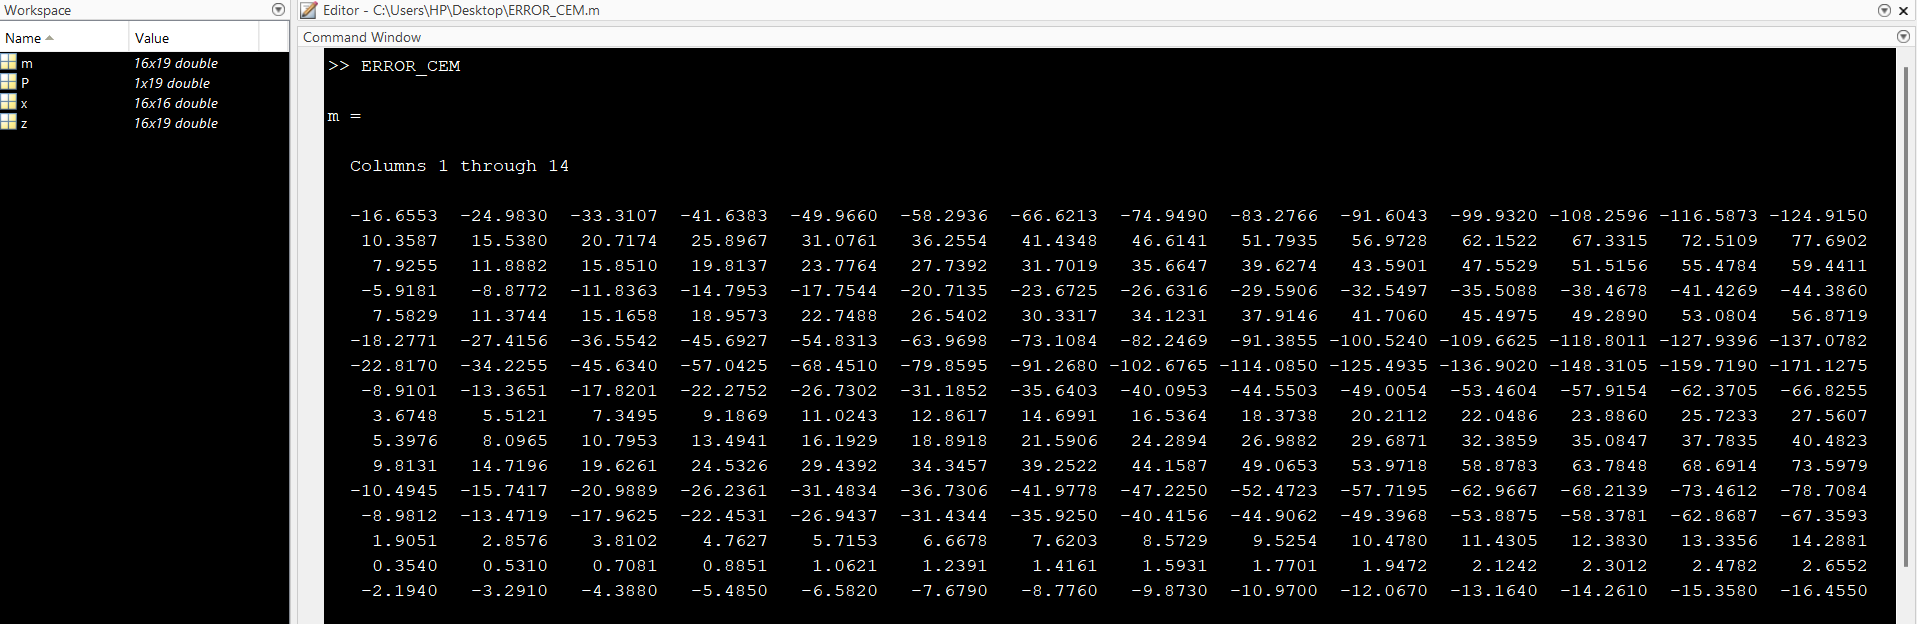 Workspace
Name Value
m 16x19 double
P 1x19 double
x 16x16 double
z 16x19 double
Editor - C:\Users\HP\Desktop\ERROR_CEM.m
Command Window
>> ERROR_CEM
m =
Columns 1 through 14
-16.6553 -24.9830 -33.3107 -41.6383 -49.9660 -58.2936 -66.6213 -74.9490 -83.2766 -91.6043 -99.9320 -108.2596 -116.5873 -124.9150
10.3587 15.5380 20.7174 25.8967 31.0761 36.2554 41.4348 46.6141 51.7935 56.9728 62.1522 67.3315 72.5109 77.6902
7.9255 11.8882 15.8510 19.8137 23.7764 27.7392 31.7019 35.6647 39.6274 43.5901 47.5529 51.5156 55.4784 59.4411
-5.9181 -8.8772 -11.8363 -14.7953 -17.7544 -20.7135 -23.6725 -26.6316 -29.5906 -32.5497 -35.5088 -38.4678 -41.4269 -44.3860
7.5829 11.3744 15.1658 18.9573 22.7488 26.5402 30.3317 34.1231 37.9146 41.7060 45.4975 49.2890 53.0804 56.8719
-18.2771 -27.4156 -36.5542 -45.6927 -54.8313 -63.9698 -73.1084 -82.2469 -91.3855 -100.5240 -109.6625 -118.8011 -127.9396 -137.0782
-22.8170 -34.2255 -45.6340 -57.0425 -68.4510 -79.8595 -91.2680 -102.6765 -114.0850 -125.4935 -136.9020 -148.3105 -159.7190 -171.1275
-8.9101 -13.3651 -17.8201 -22.2752 -26.7302 -31.1852 -35.6403 -40.0953 -44.5503 -49.0054 -53.4604 -57.9154 -62.3705 -66.8255
3.6748 5.5121 7.3495 9.1869 11.0243 12.8617 14.6991 16.5364 18.3738 20.2112 22.0486 23.8860 25.7233 27.5607
5.3976 8.0965 10.7953 13.4941 16.1929 18.8918 21.5906 24.2894 26.9882 29.6871 32.3859 35.0847 37.7835 40.4823
9.8131 14.7196 19.6261 24.5326 29.4392 34.3457 39.2522 44.1587 49.0653 53.9718 58.8783 63.7848 68.6914 73.5979
-10.4945 -15.7417 -20.9889 -26.2361 -31.4834 -36.7306 -41.9778 -47.2250 -52.4723 -57.7195 -62.9667 -68.2139 -73.4612 -78.7084
-8.9812 -13.4719 -17.9625 -22.4531 -26.9437 -31.4344 -35.9250 -40.4156 -44.9062 -49.3968 -53.8875 -58.3781 -62.8687 -67.3593
1.9051 2.8576 3.8102 4.7627 5.7153 6.6678 7.6203 8.5729 9.5254 10.4780 11.4305 12.3830 13.3356 14.2881
0.3540 0.5310 0.7081 0.8851 1.0621 1.2391 1.4161 1.5931 1.7701 1.9472 2.1242 2.3012 2.4782 2.6552
-2.1940 -3.2910 -4.3880 -5.4850 -6.5820 -7.6790 -8.7760 -9.8730 -10.9700 -12.0670 -13.1640 -14.2610 -15.3580 -16.4550